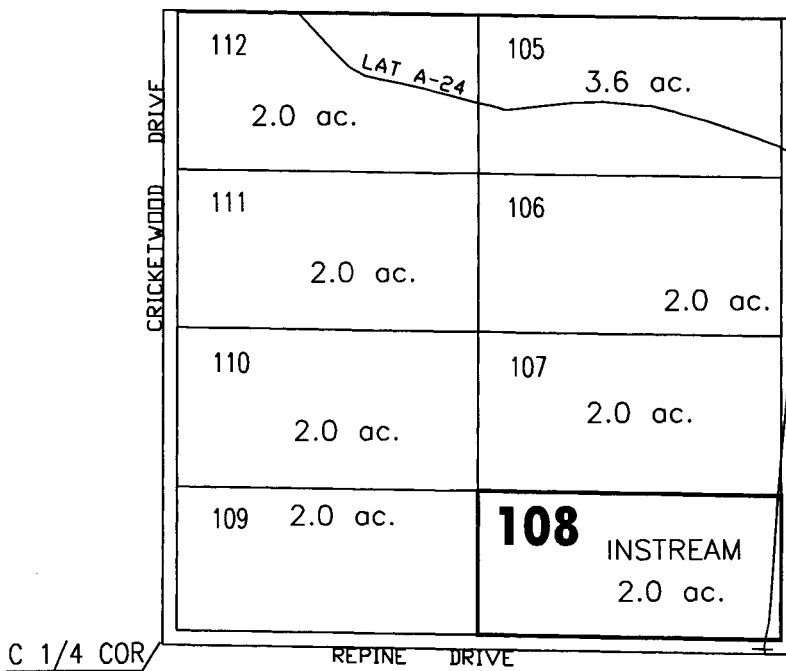 112
LAT A-24
2.0 ac.
105
3.6 ac.
CRICKETWOOD DRIVE
111
2.0 ac.
106
2.0 ac.
110
2.0 ac.
107
2.0 ac.
109 2.0 ac.
108 INSTREAM
2.0 ac.
C 1/4 COR
REPINE DRIVE